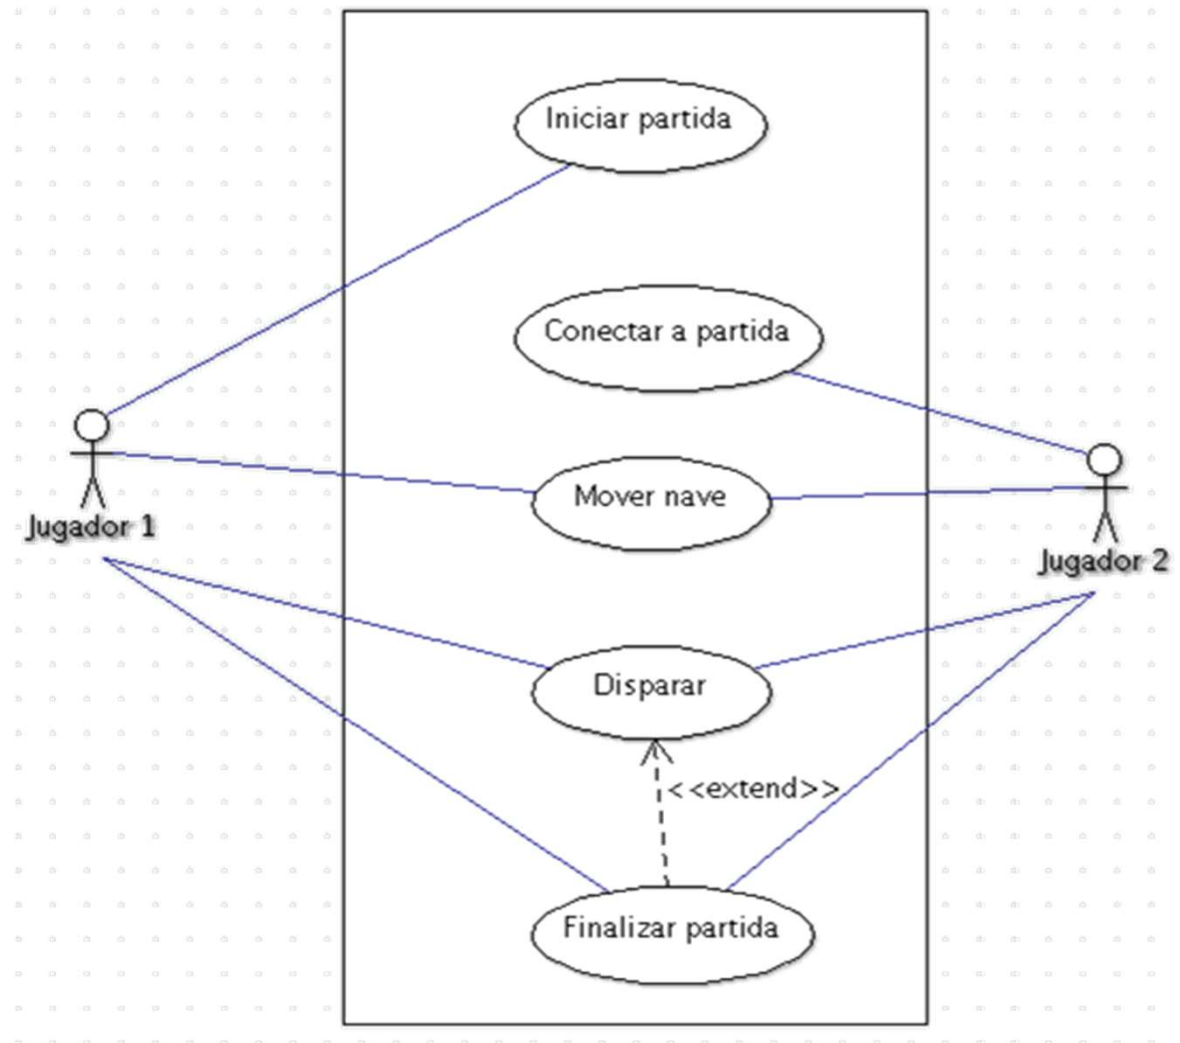 Iniciar partida
Conectar a partida
Mover nave
Jugador 1
Jugador 2
Disparar
<<extend>>
Finalizar partida